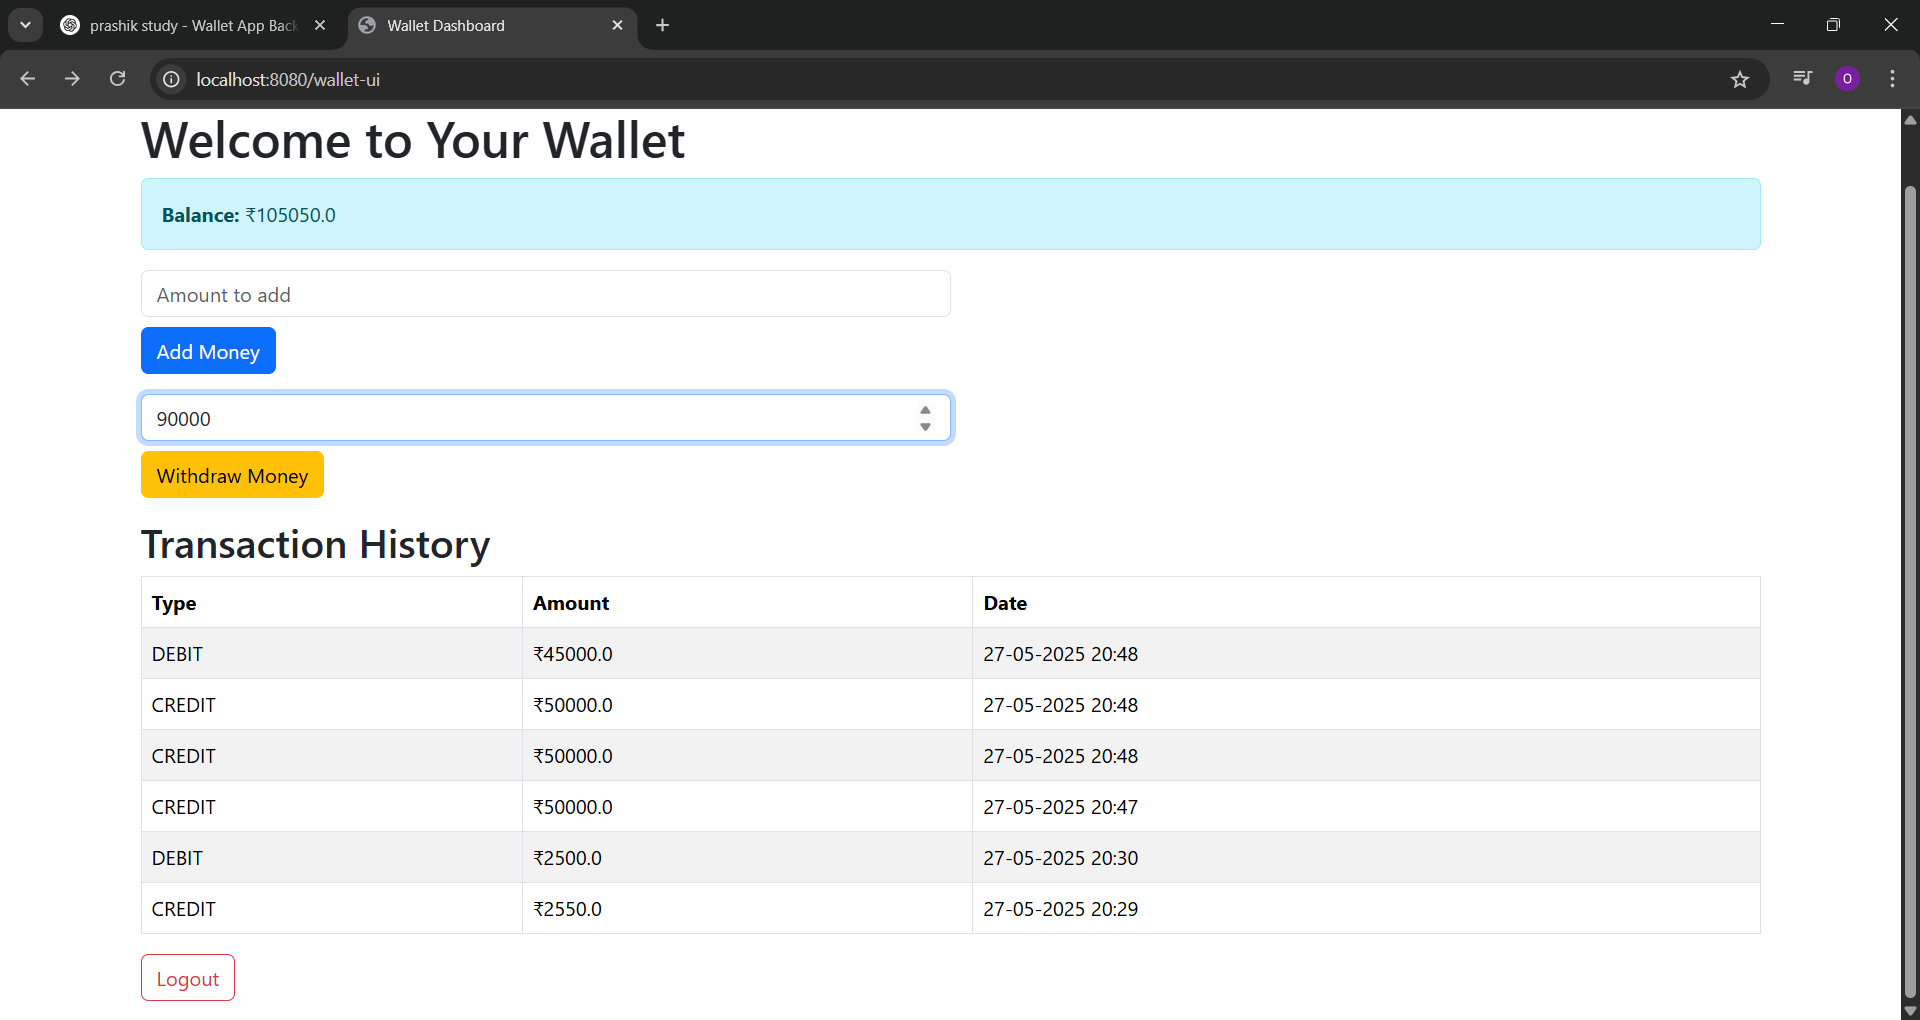 prashik study - Wallet App Back
Wallet Dashboard
localhost:8080/wallet-ui
O
Welcome to Your Wallet
Balance: ₹105050.0
Amount to add
Add Money
90000
Withdraw Money
Transaction History
Type Amount Date
DEBIT ₹45000.0 27-05-2025 20:48
CREDIT ₹50000.0 27-05-2025 20:48
CREDIT ₹50000.0 27-05-2025 20:48
CREDIT ₹50000.0 27-05-2025 20:47
DEBIT ₹2500.0 27-05-2025 20:30
CREDIT ₹2550.0 27-05-2025 20:29
Logout